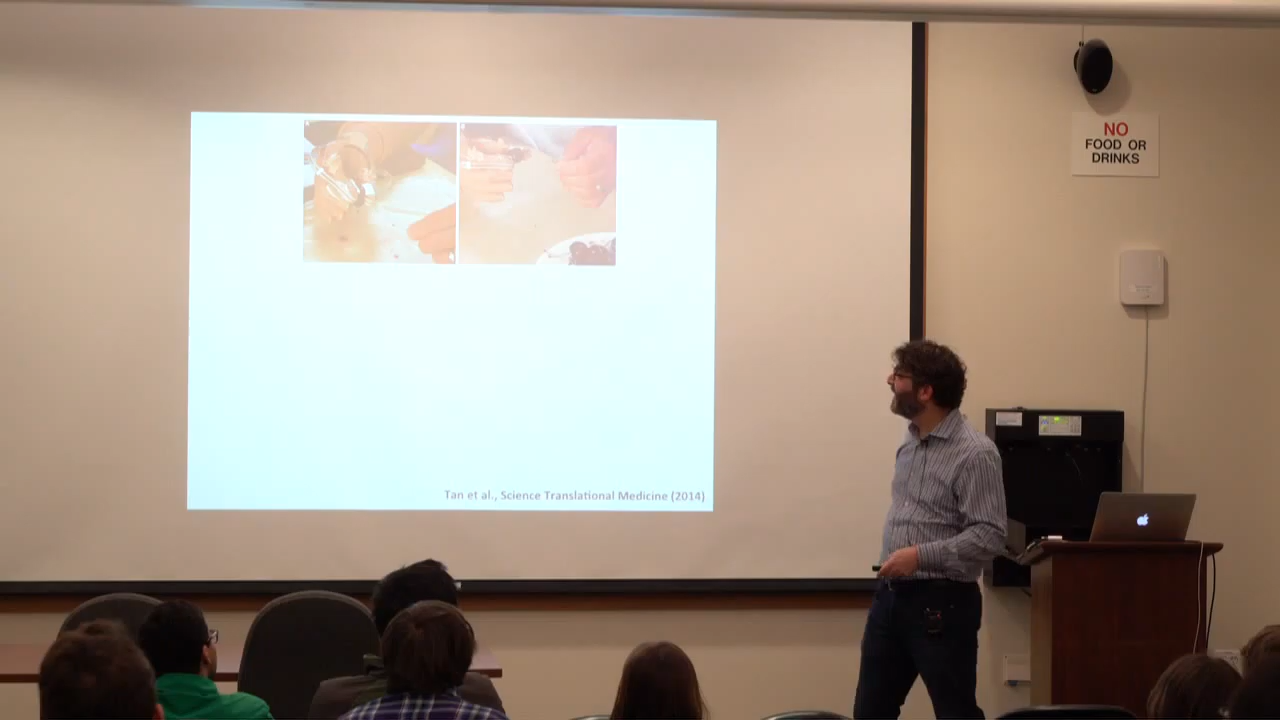 NO
FOOD OR
DRINKS
Tan et al., Science Translational Medicine (2014)